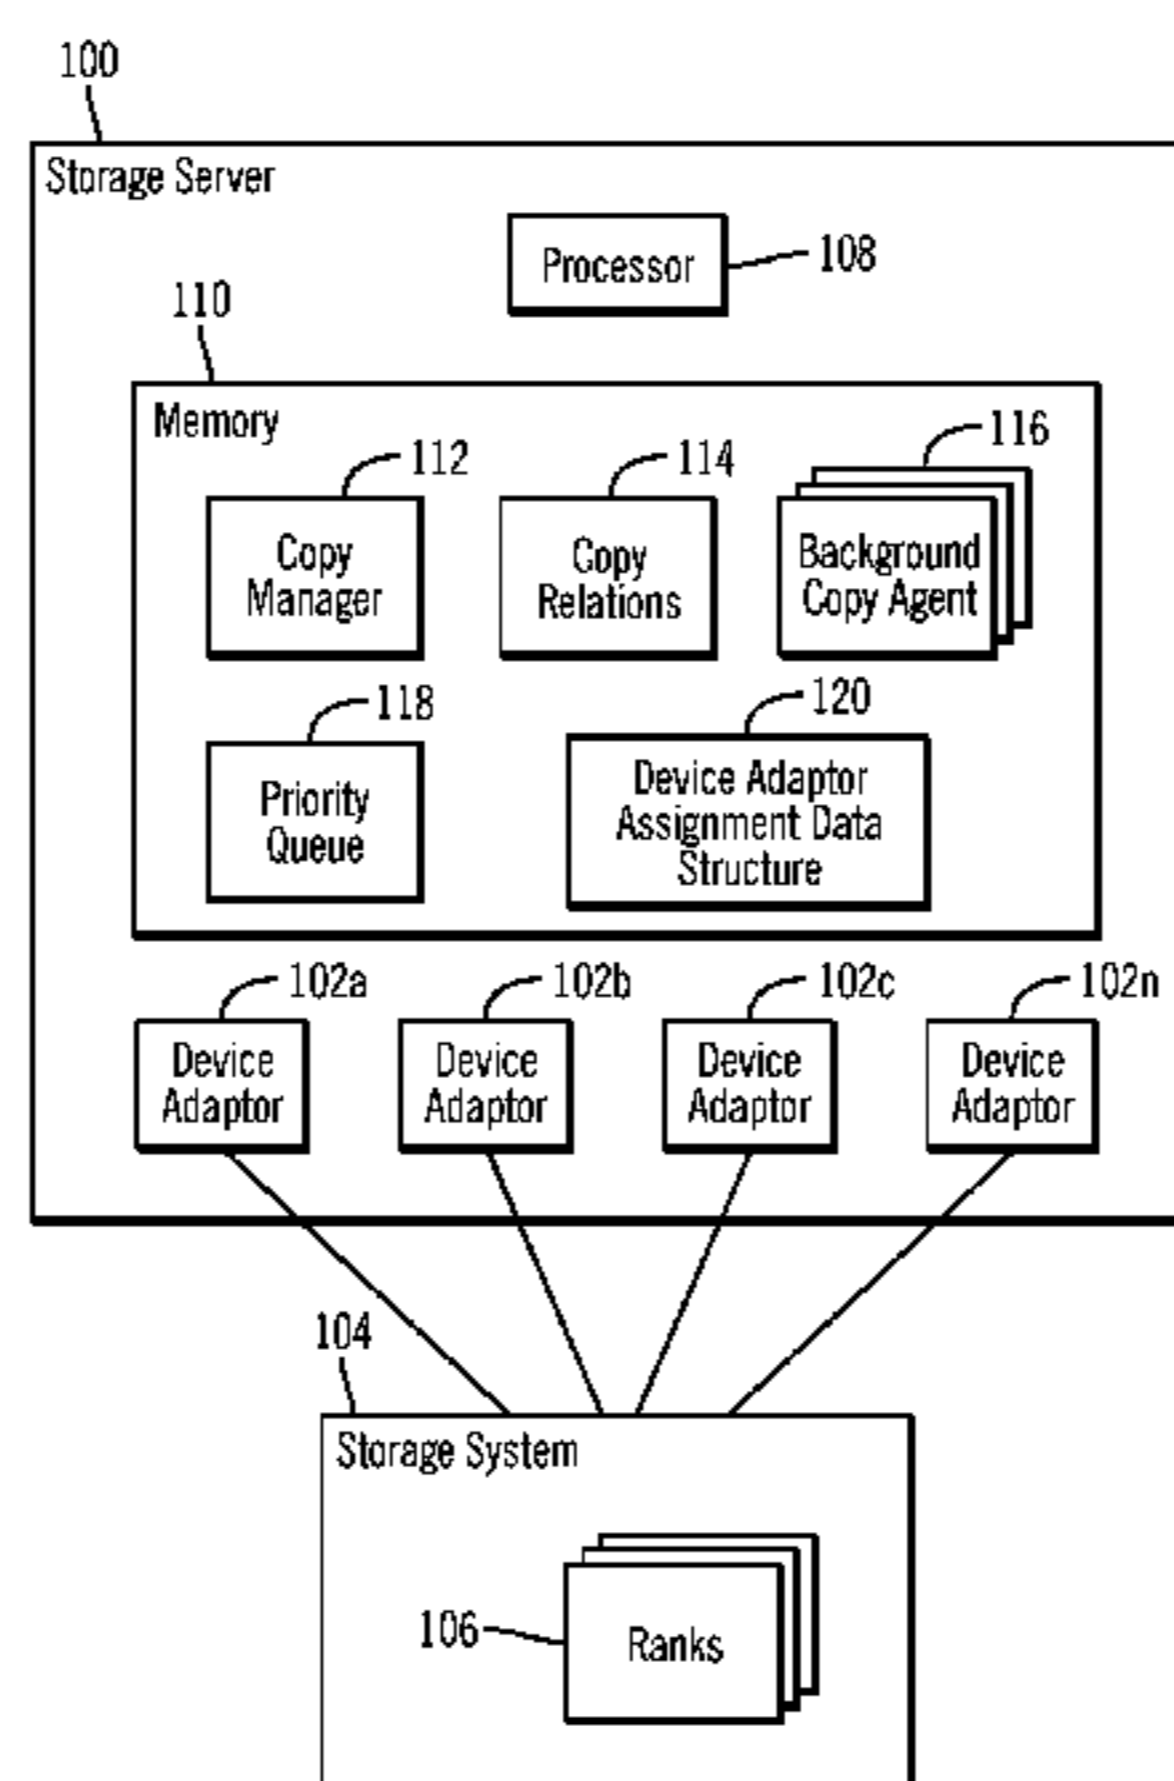 100
Storage Server
Processor
108
110
Memory
112
114
116
Copy
Manager
Copy
Relations
Background
Copy Agent
118
120
Priority
Queue
Device Adaptor
Assignment Data
Structure
102a
102b
102c
102n
Device
Adaptor
Device
Adaptor
Device
Adaptor
Device
Adaptor
104
Storage System
106
Ranks